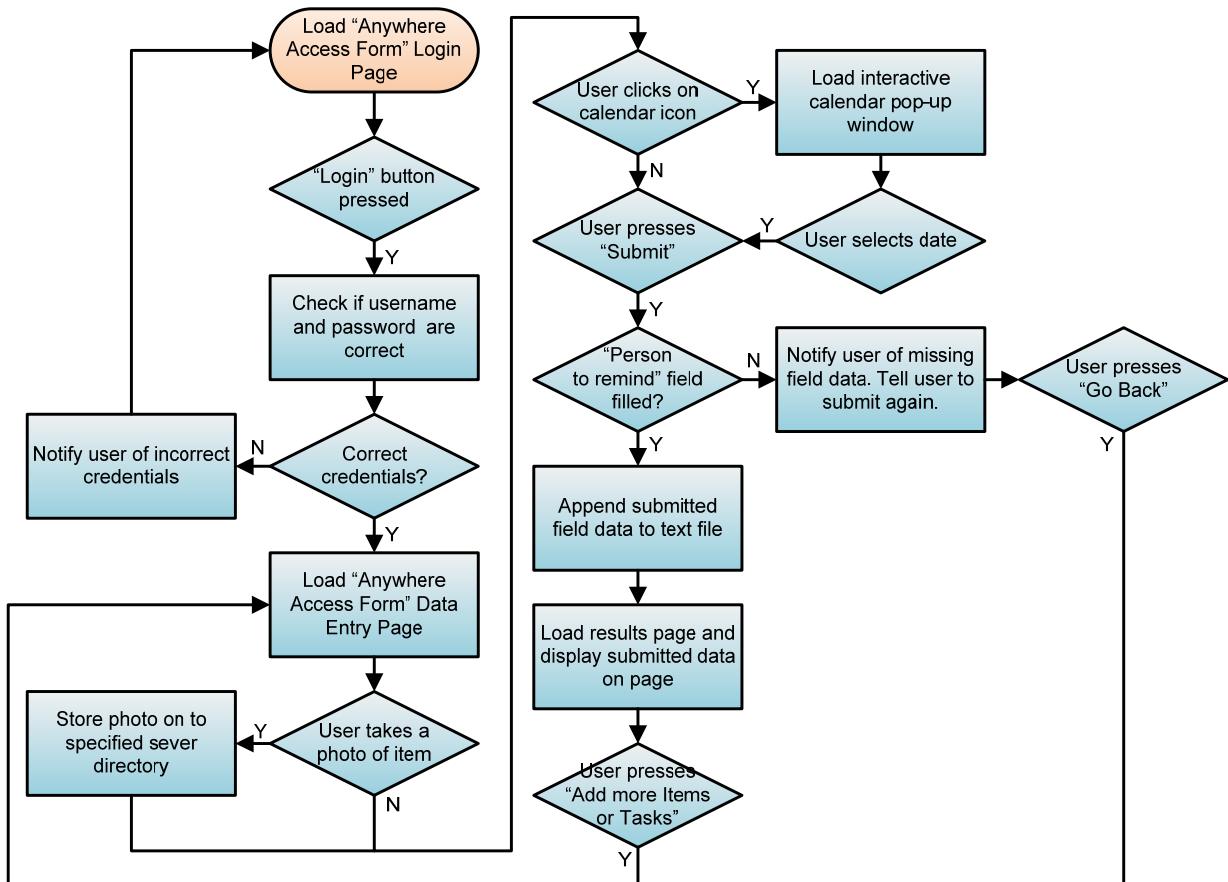 Load “Anywhere
Access Form” Login
Page
“Login” button
pressed
Y
Check if username
and password are
correct
Correct
credentials?
N
Notify user of incorrect
credentials
Y
Load “Anywhere
Access Form” Data
Entry Page
User takes a
photo of item
Y
Store photo on to
specified sever
directory
N
User clicks on
calendar icon
Y
Load interactive
calendar pop-up
window
N
User selects date
Y
User presses
“Submit”
Y
“Person
to remind” field
filled?
N
Notify user of missing
field data. Tell user to
submit again.
User presses
“Go Back”
Y
Y
Append submitted
field data to text file
Load results page and
display submitted data
on page
User presses
“Add more Items
or Tasks”
Y